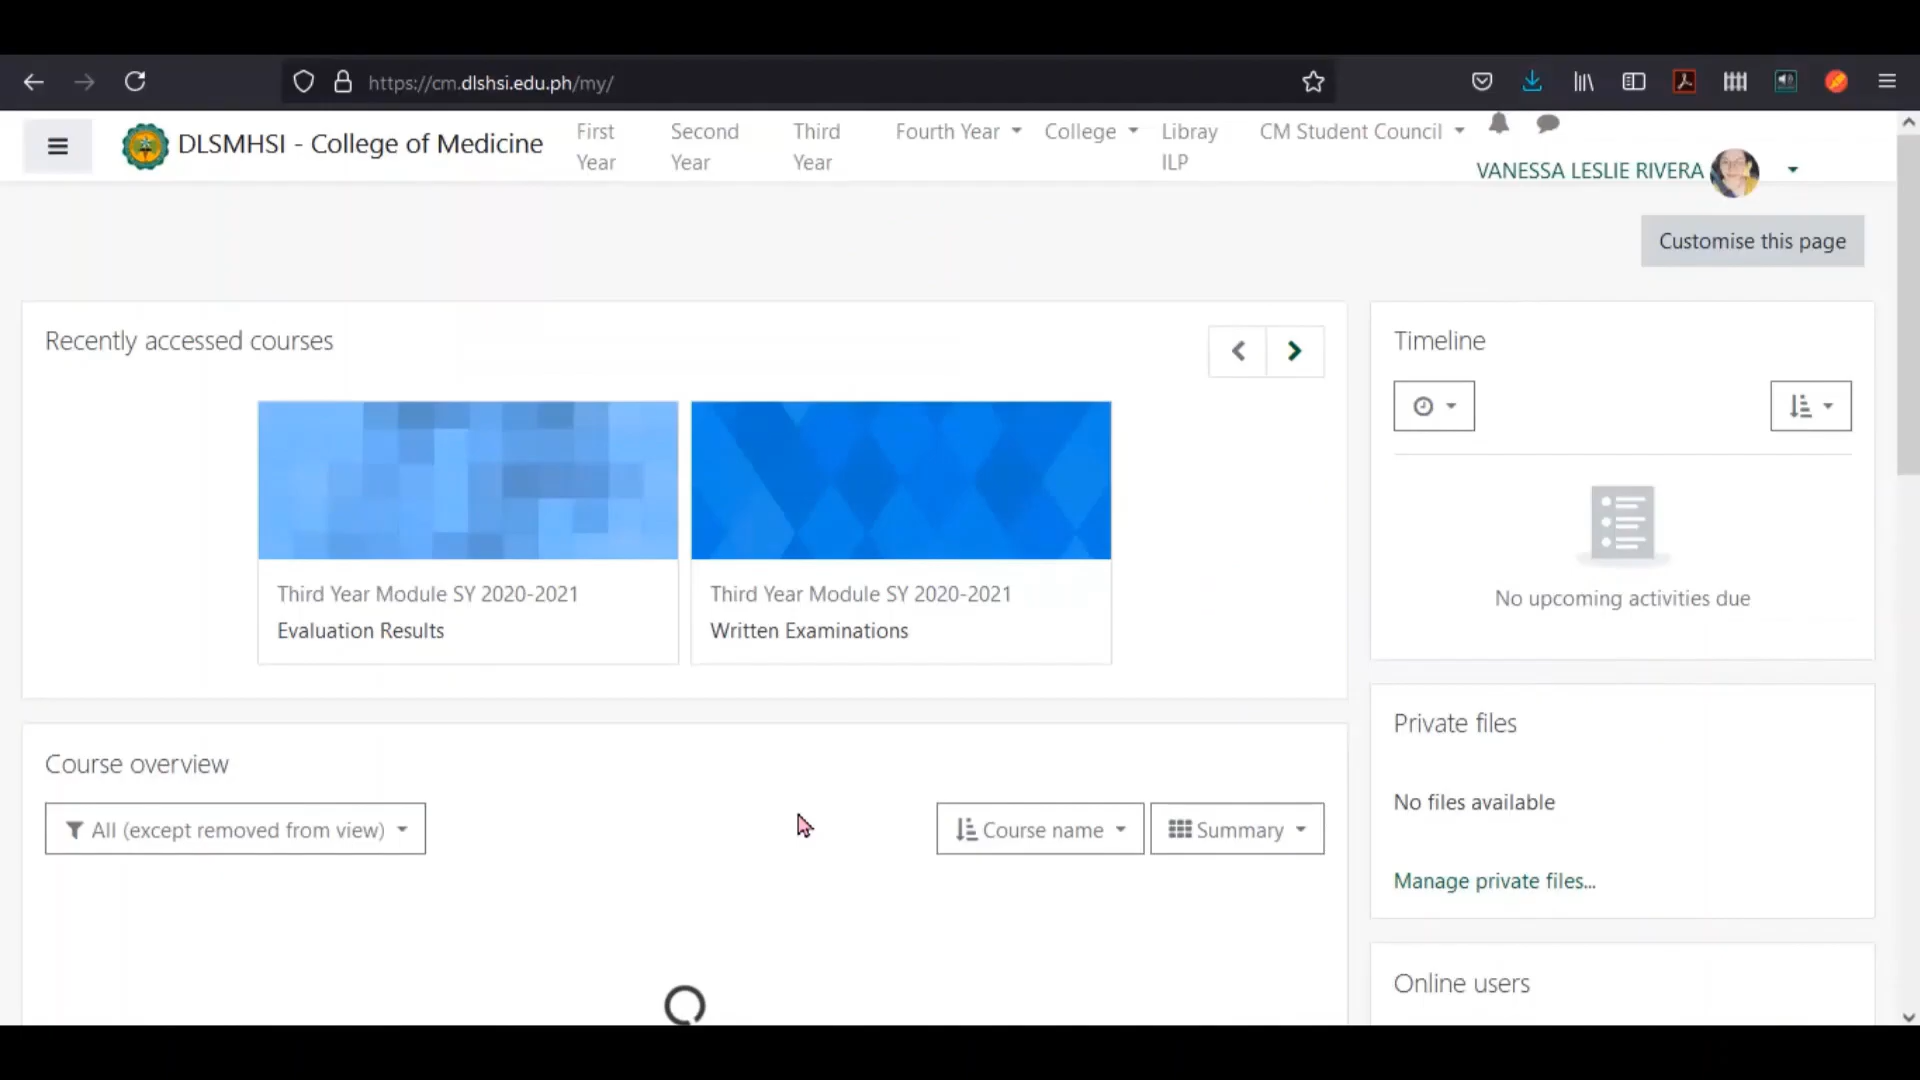 https://cm.dlshsi.edu.ph/my/
DLSMHSI - College of Medicine
First Year
Second Year
Third Year
Fourth Year
College
Libray ILP
CM Student Council
VANESSA LESLIE RIVERA
Customise this page
Recently accessed courses
Third Year Module SY 2020-2021
Evaluation Results
Third Year Module SY 2020-2021
Written Examinations
Timeline
No upcoming activities due
Course overview
All (except removed from view)
Course name
Summary
Private files
No files available
Manage private files...
Online users